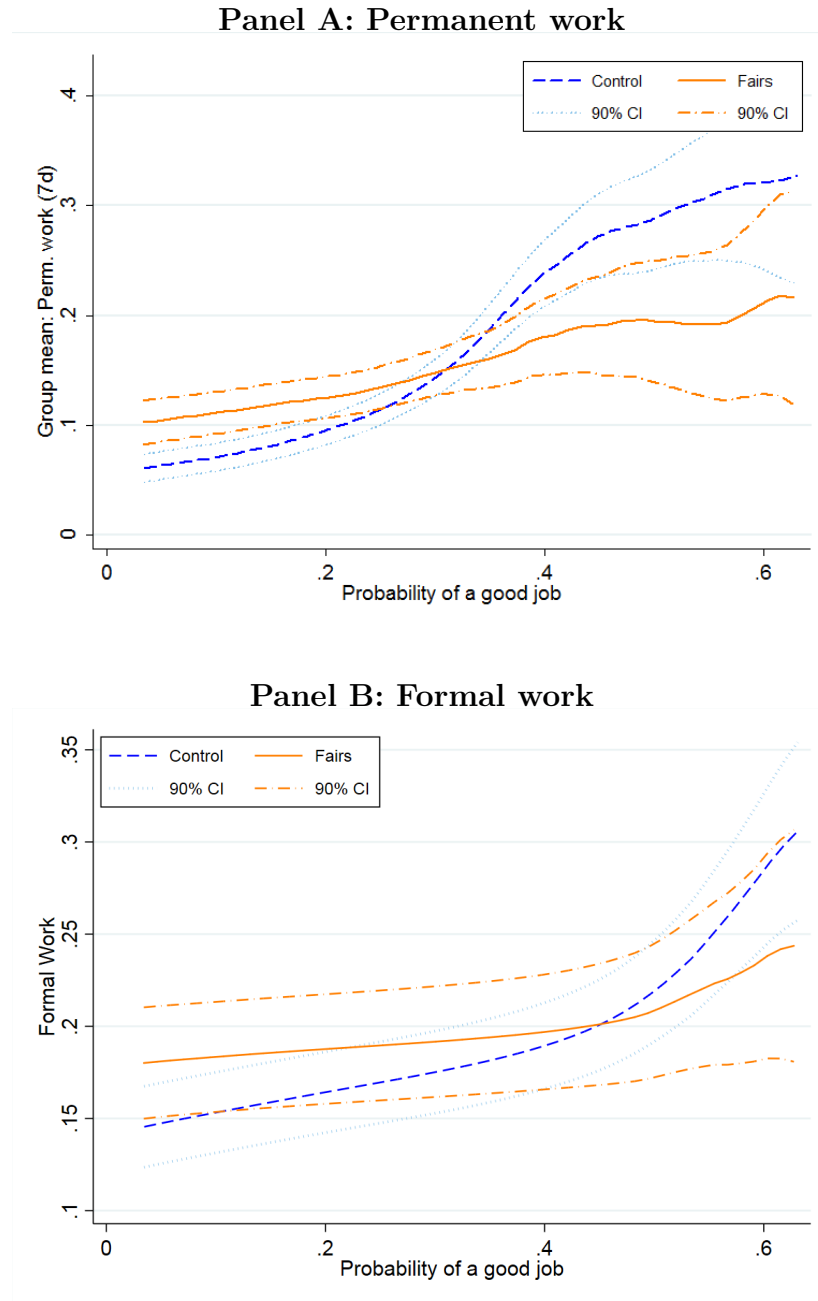 Panel A: Permanent work
Control Fairs
90% CI 90% CI
Group mean: Perm. work (7d)
.4
.3
.2
.1
0
0 .2 .4 .6
Probability of a good job
Panel B: Formal work
Control Fairs
90% CI 90% CI
Formal Work
.35
.3
.25
.2
.15
.1
0 .2 .4 .6
Probability of a good job